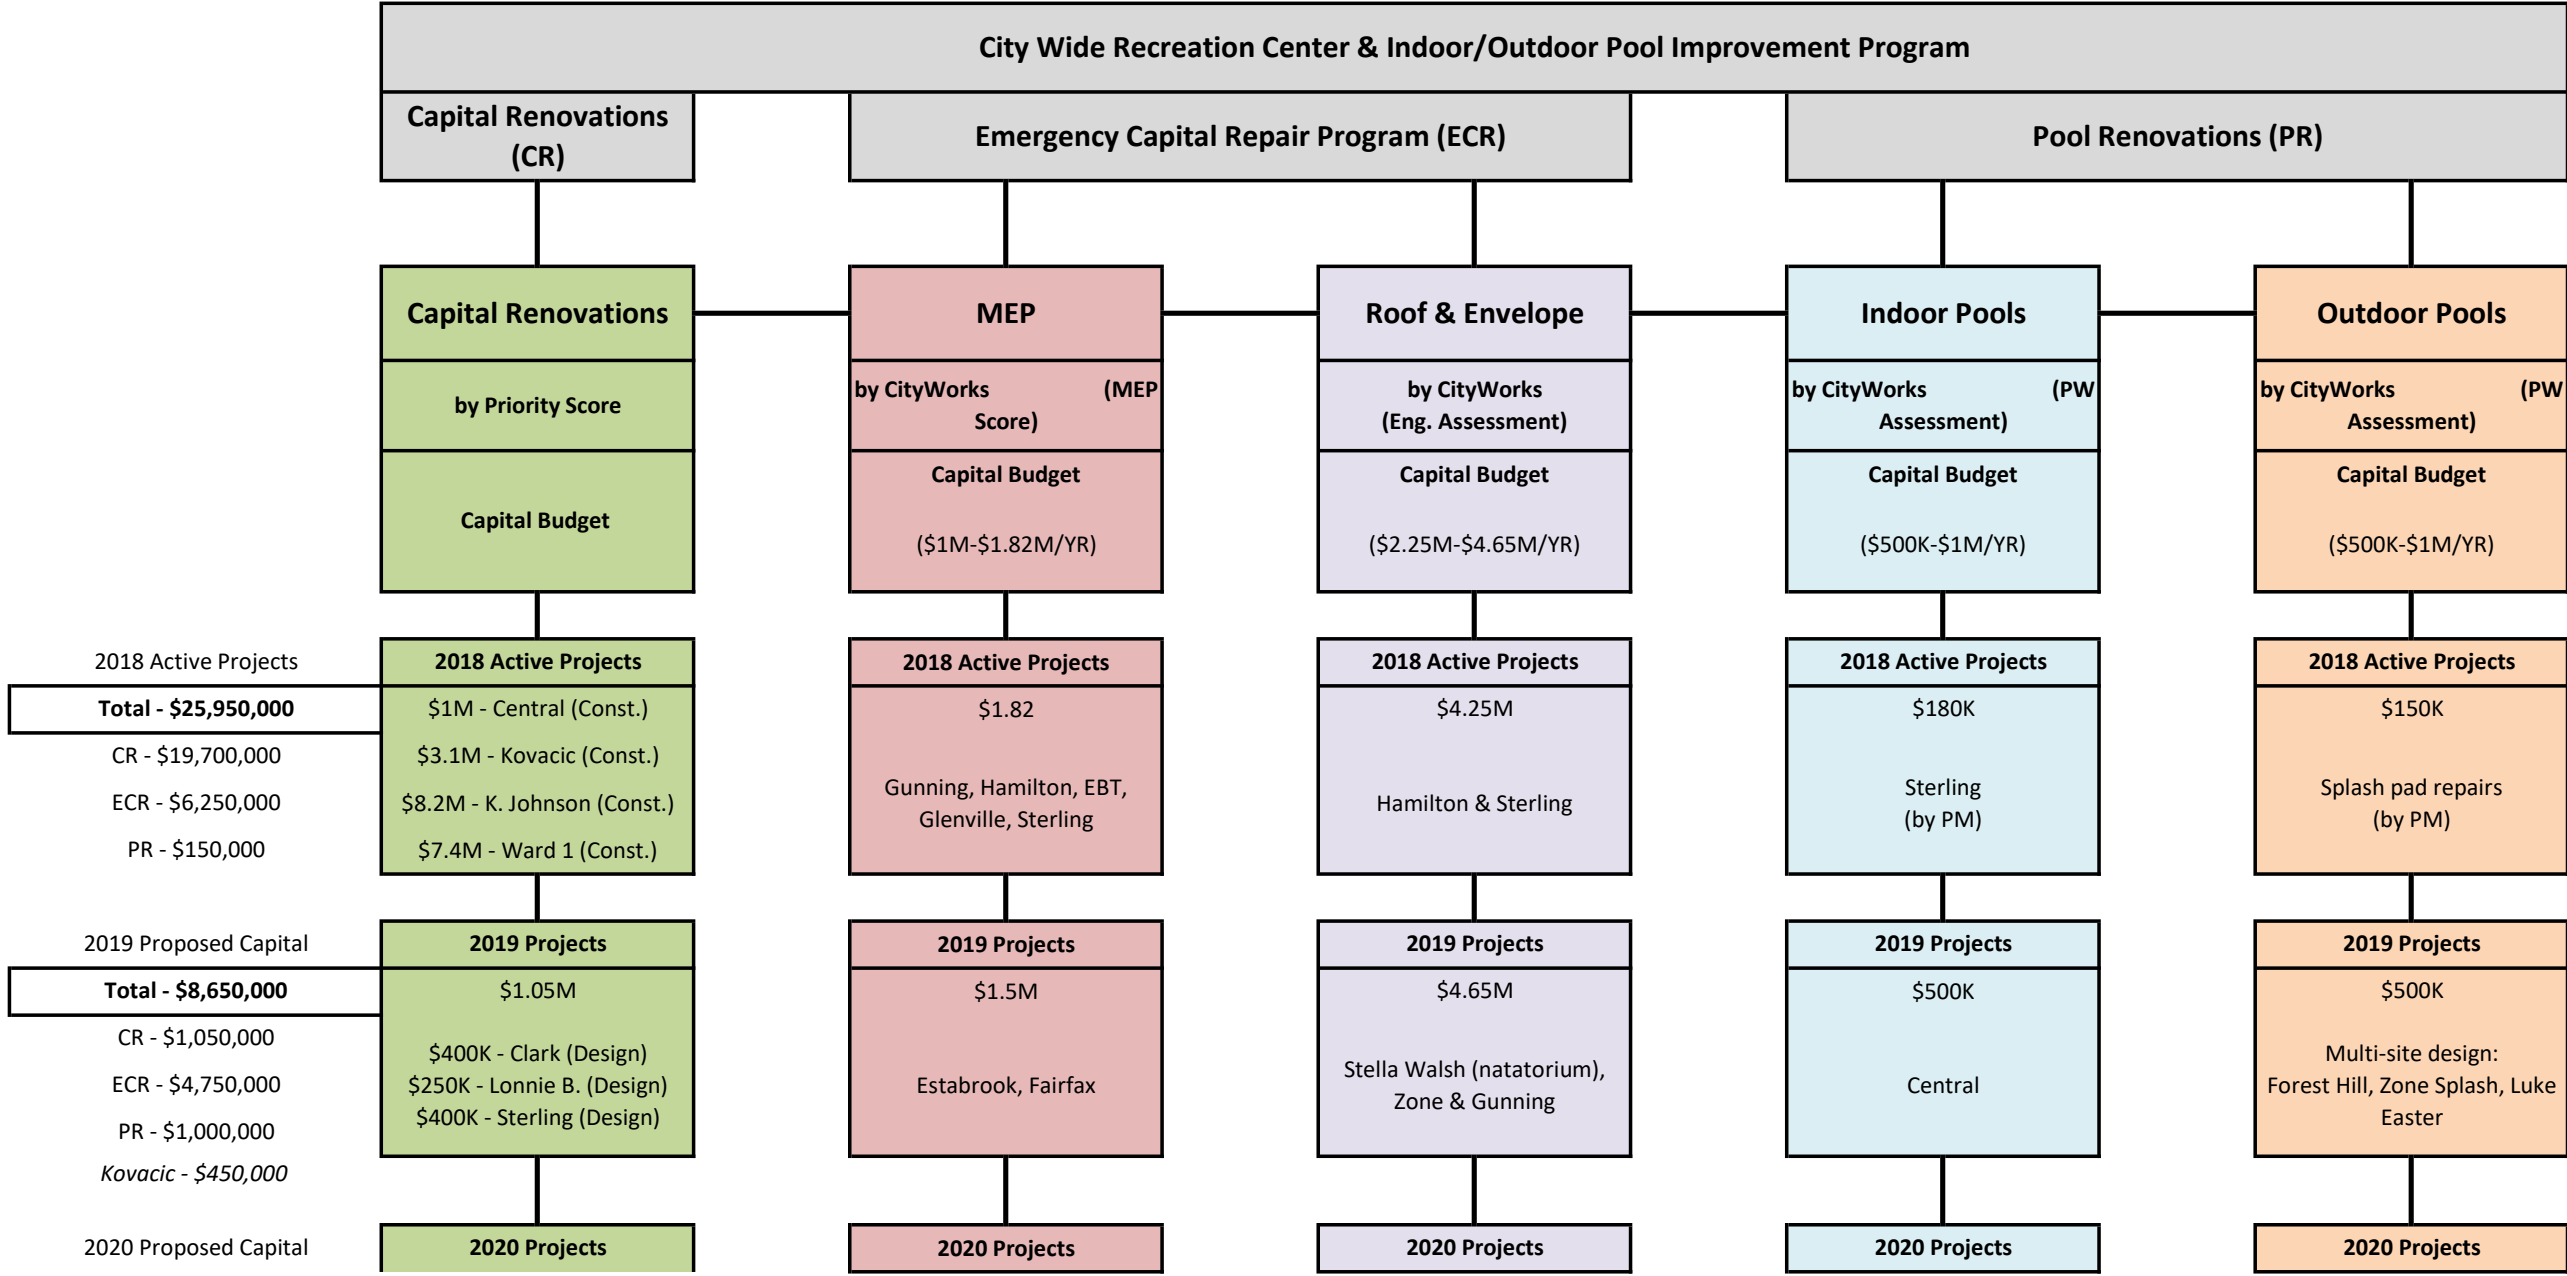 City Wide Recreation Center & Indoor/Outdoor Pool Improvement Program
Capital Renovations
(CR)
Emergency Capital Repair Program (ECR)
Pool Renovations (PR)
Capital Renovations
MEP
Roof & Envelope
Indoor Pools
Outdoor Pools
by Priority Score
by CityWorks (MEP
Score)
by CityWorks
(Eng. Assessment)
by CityWorks (PW
Assessment)
by CityWorks (PW
Assessment)
Capital Budget
Capital Budget
($1M-$1.82M/YR)
Capital Budget
($2.25M-$4.65M/YR)
Capital Budget
($500K-$1M/YR)
Capital Budget
($500K-$1M/YR)
2018 Active Projects
Total - $25,950,000
CR - $19,700,000
ECR - $6,250,000
PR - $150,000
2018 Active Projects
$1M - Central (Const.)
$3.1M - Kovacic (Const.)
$8.2M - K. Johnson (Const.)
$7.4M - Ward 1 (Const.)
2018 Active Projects
$1.82
Gunning, Hamilton, EBT,
Glenville, Sterling
2018 Active Projects
$4.25M
Hamilton & Sterling
2018 Active Projects
$180K
Sterling
(by PM)
2018 Active Projects
$150K
Splash pad repairs
(by PM)
2019 Proposed Capital
Total - $8,650,000
CR - $1,050,000
ECR - $4,750,000
PR - $1,000,000
Kovacic - $450,000
2019 Projects
$1.05M
$400K - Clark (Design)
$250K - Lonnie B. (Design)
$400K - Sterling (Design)
2019 Projects
$1.5M
Estabrook, Fairfax
2019 Projects
$4.65M
Stella Walsh (natatorium),
Zone & Gunning
2019 Projects
$500K
Central
2019 Projects
$500K
Multi-site design:
Forest Hill, Zone Splash, Luke
Easter
2020 Proposed Capital
2020 Projects
2020 Projects
2020 Projects
2020 Projects
2020 Projects